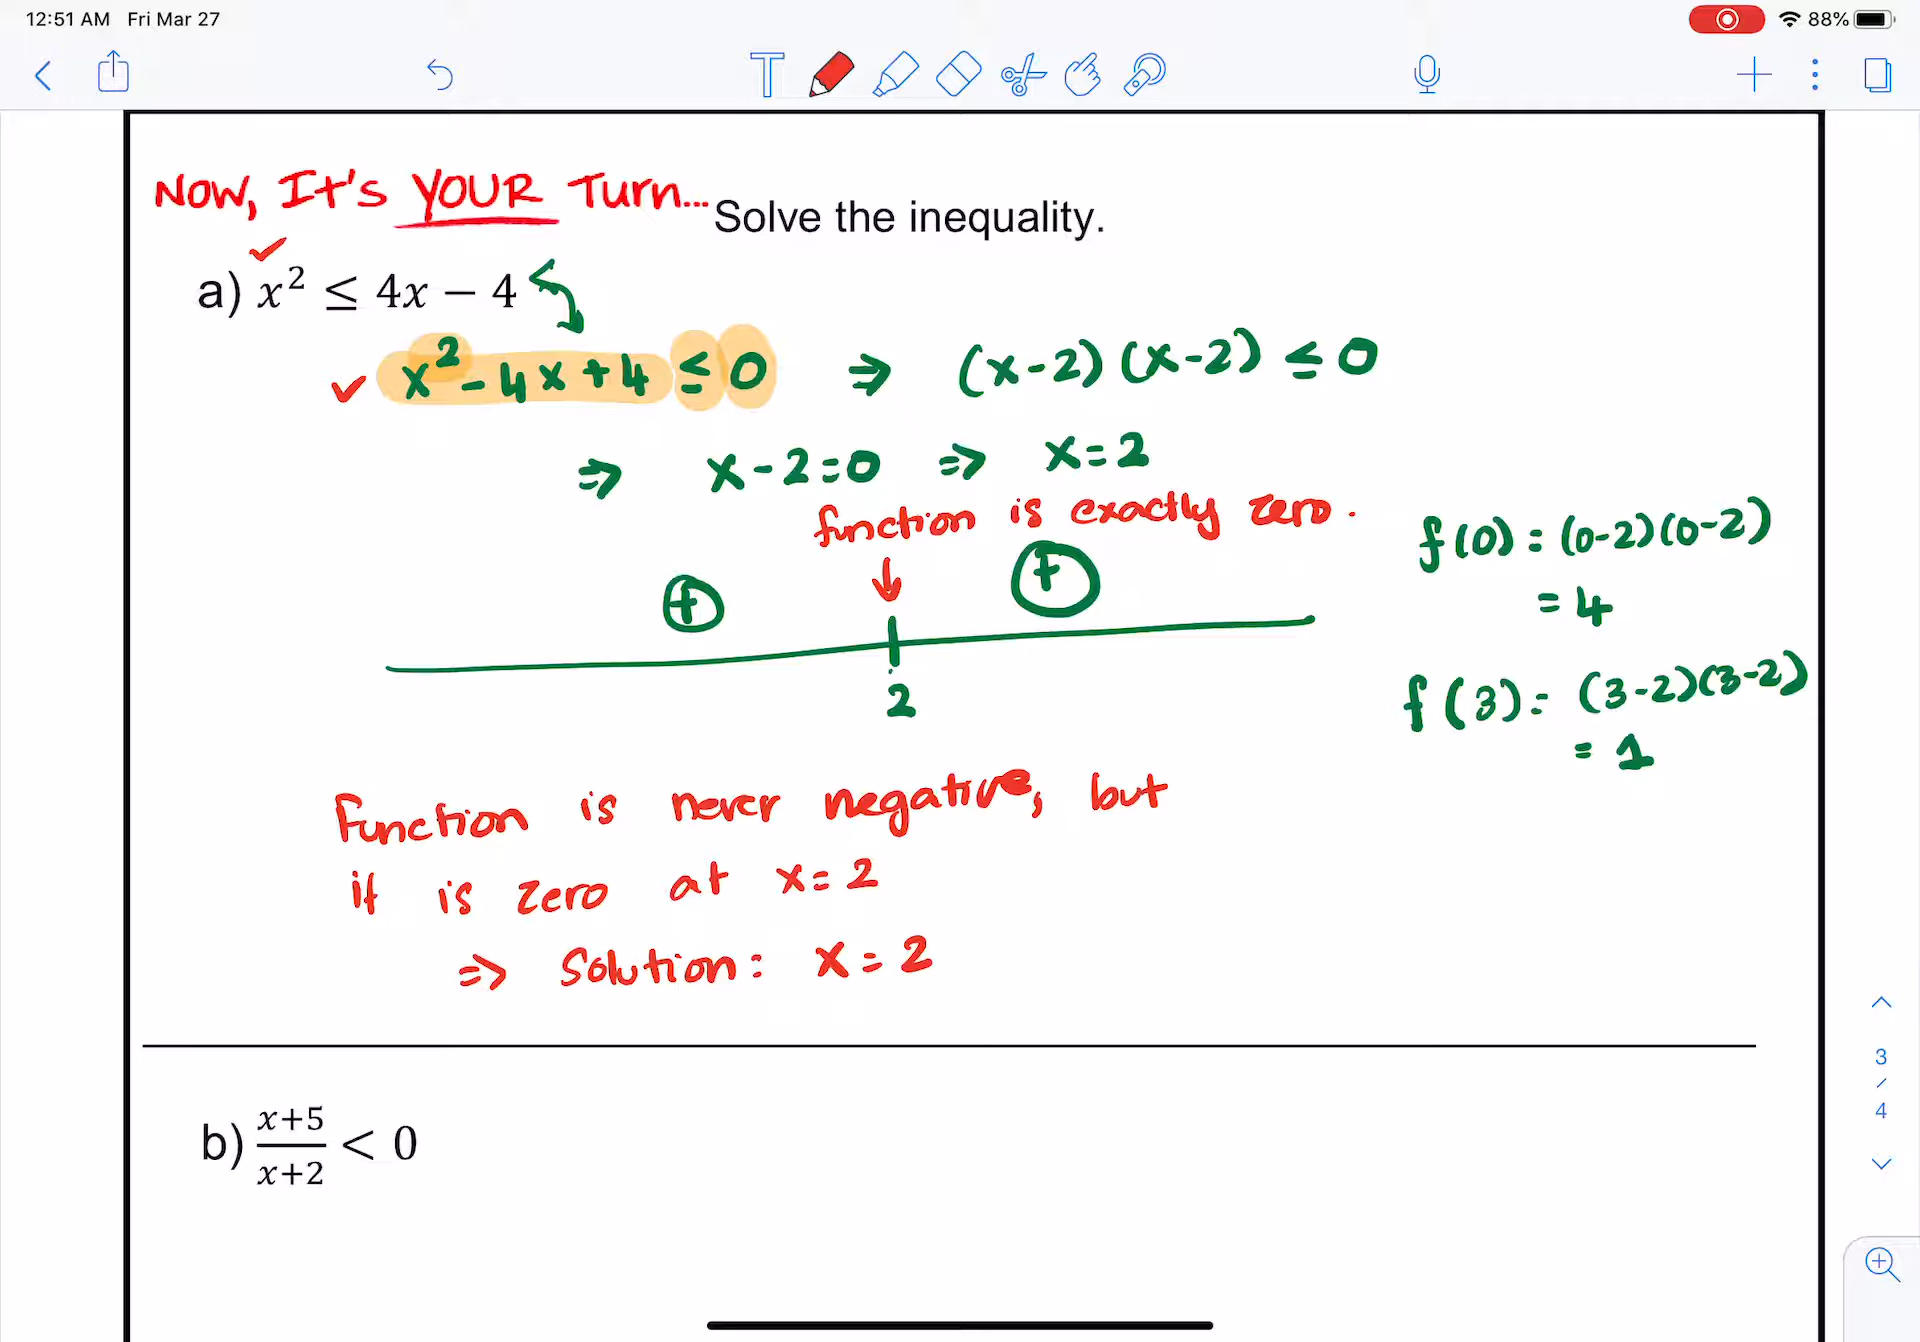 12:51 AM Fri Mar 27
88%
Now, It's YOUR Turn... Solve the inequality.
a) x² ≤ 4x − 4
x² - 4x + 4 ≤ 0 ⇒ (x-2)(x-2) ≤ 0
⇒ x-2=0 ⇒ x=2
function is exactly zero.
f(0) = (0-2)(0-2)
= 4
+ +
2
f(3) = (3-2)(3-2)
= 1
Function is never negative, but
it is zero at x=2
⇒ Solution: x=2
b) x+5/x+2 < 0
3
/
4